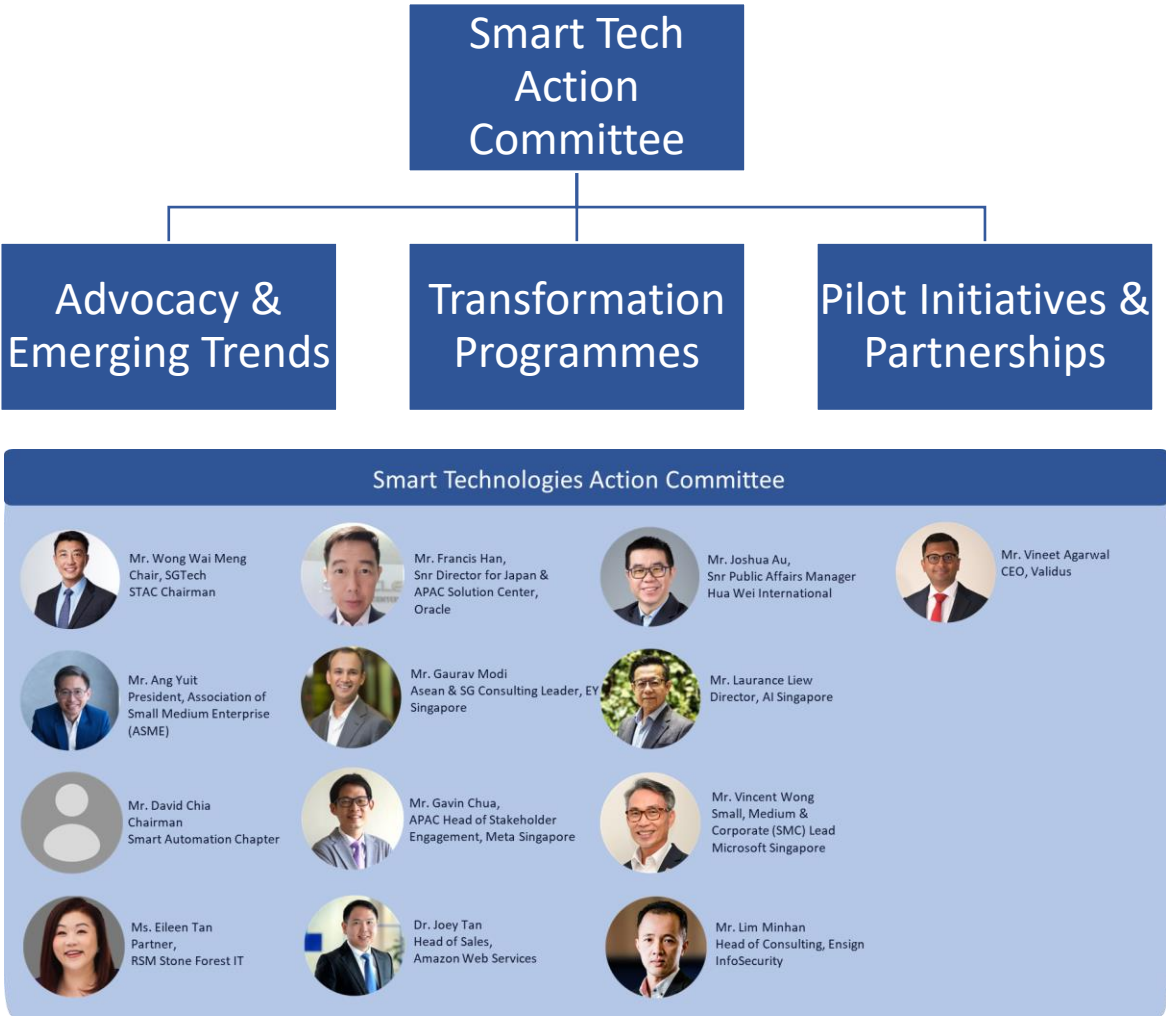 Smart Tech
Action
Committee
Advocacy &
Emerging Trends
Transformation
Programmes
Pilot Initiatives &
Partnerships
Smart Technologies Action Committee
Mr. Wong Wai Meng
Chair, SGTech
STAC Chairman
Mr. Francis Han,
Snr Director for Japan &
APAC Solution Center,
Oracle
Mr. Joshua Au,
Snr Public Affairs Manager
Hua Wei International
Mr. Vineet Agarwal
CEO, Validus
Mr. Ang Yuit
President, Association of
Small Medium Enterprise
(ASME)
Mr. Gaurav Modi
Asean & SG Consulting Leader, EY
Singapore
Mr. Laurance Liew
Director, AI Singapore
Mr. David Chia
Chairman
Smart Automation Chapter
Mr. Gavin Chua,
APAC Head of Stakeholder
Engagement, Meta Singapore
Mr. Vincent Wong
Small, Medium &
Corporate (SMC) Lead
Microsoft Singapore
Ms. Eileen Tan
Partner,
RSM Stone Forest IT
Dr. Joey Tan
Head of Sales,
Amazon Web Services
Mr. Lim Minhan
Head of Consulting, Ensign
InfoSecurity